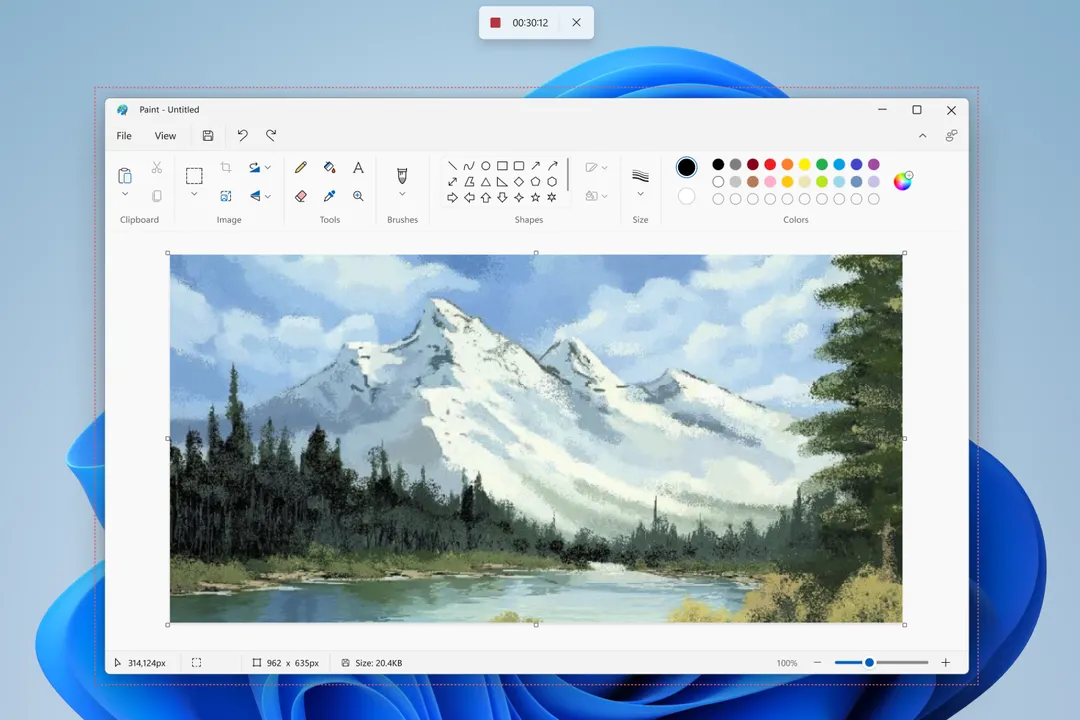 00:30:12
Paint - Untitled
File View
A
Clipboard Image Tools Brushes Shapes Size Colors
314,124px 962 x 635px Size: 20.4KB 100%